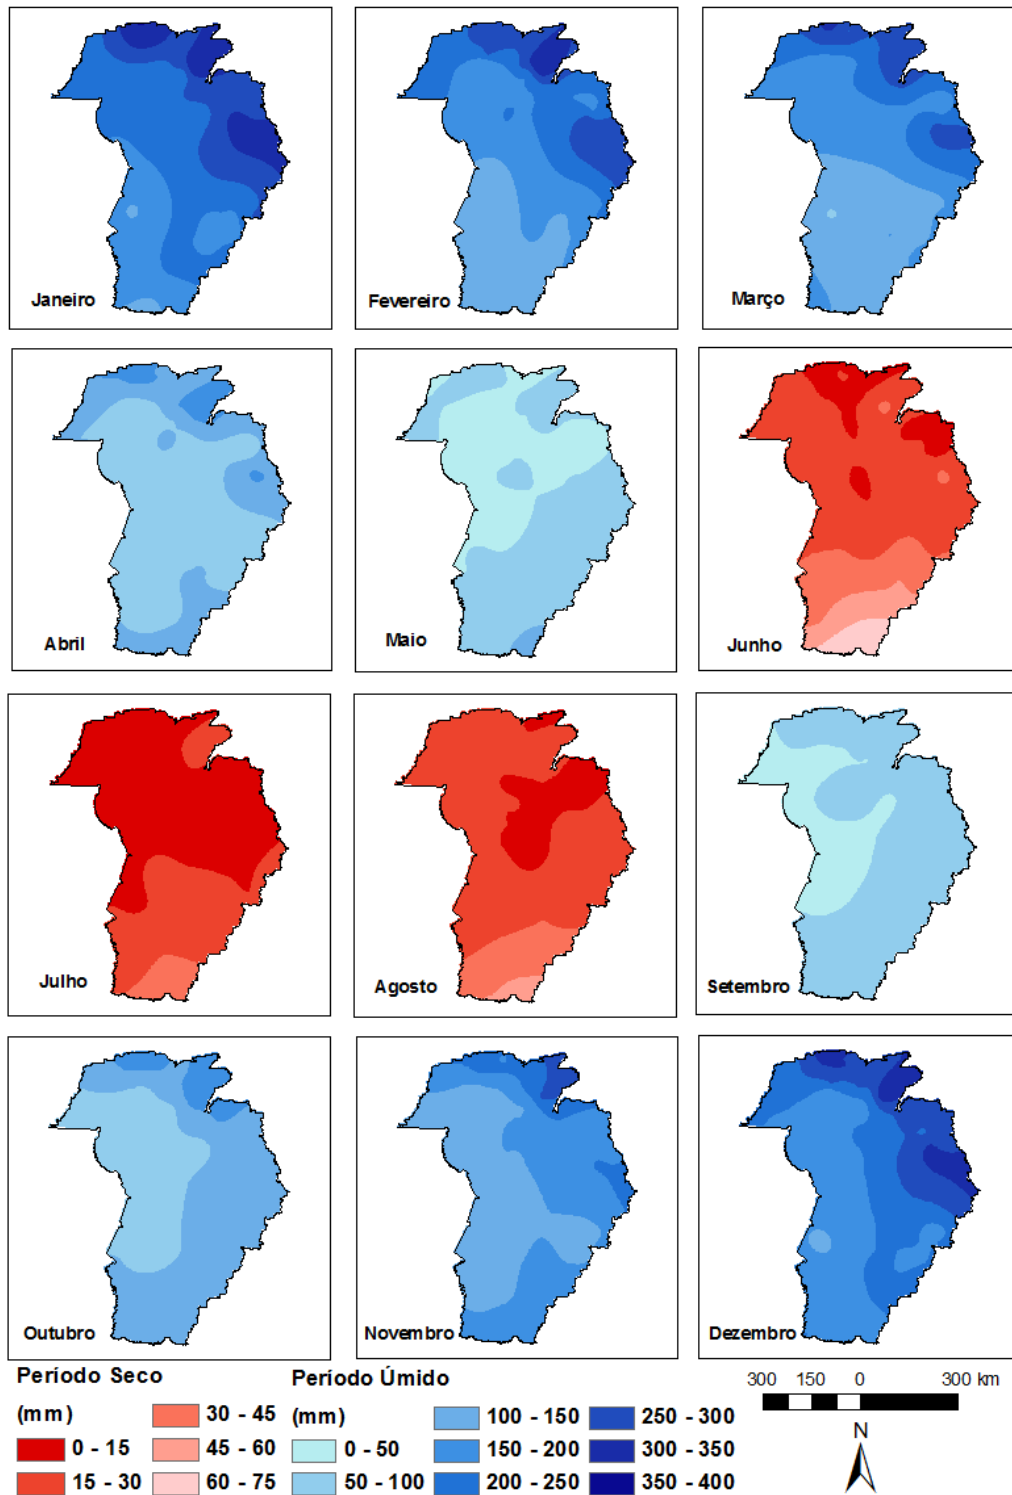 Janeiro
Fevereiro
Março
Abril
Maio
Junho
Julho
Agosto
Setembro
Outubro
Novembro
Dezembro
Período Seco
(mm)
0 - 15
15 - 30
30 - 45
45 - 60
60 - 75
Período Úmido
(mm)
0 - 50
50 - 100
100 - 150
150 - 200
200 - 250
250 - 300
300 - 350
350 - 400
300 150 0 300 km
N